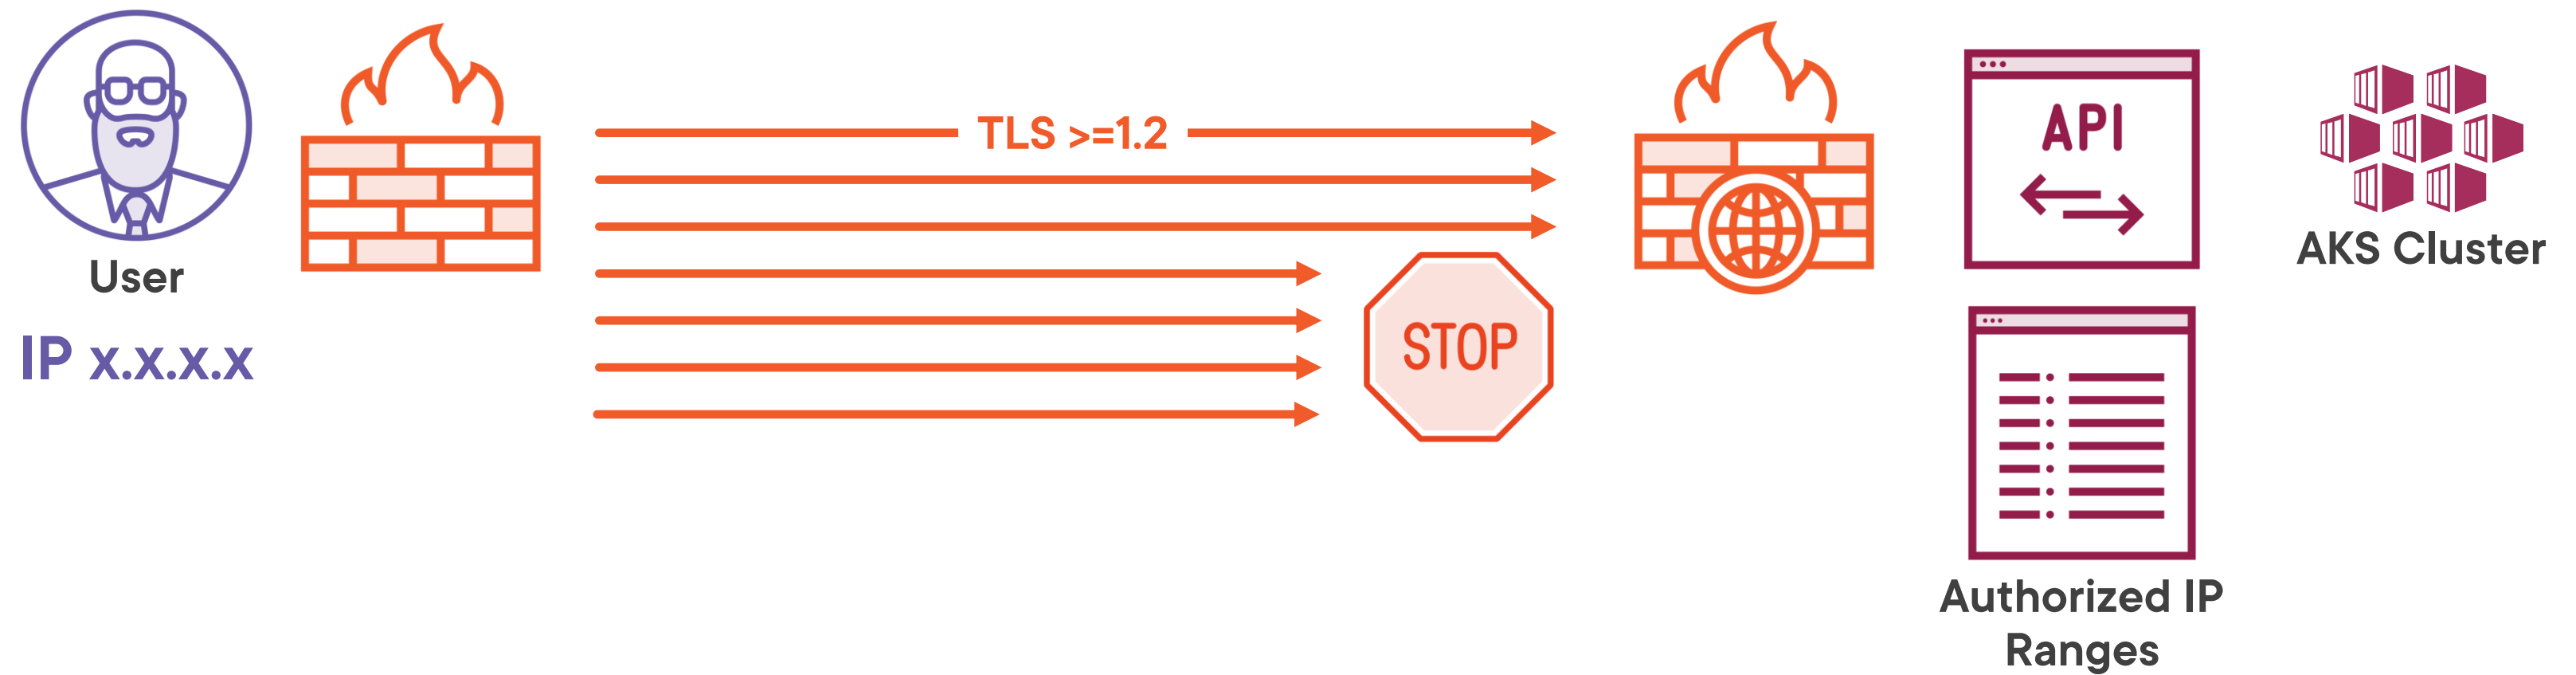 User
IP x.x.x.x
TLS >=1.2
STOP
API
AKS Cluster
Authorized IP
Ranges